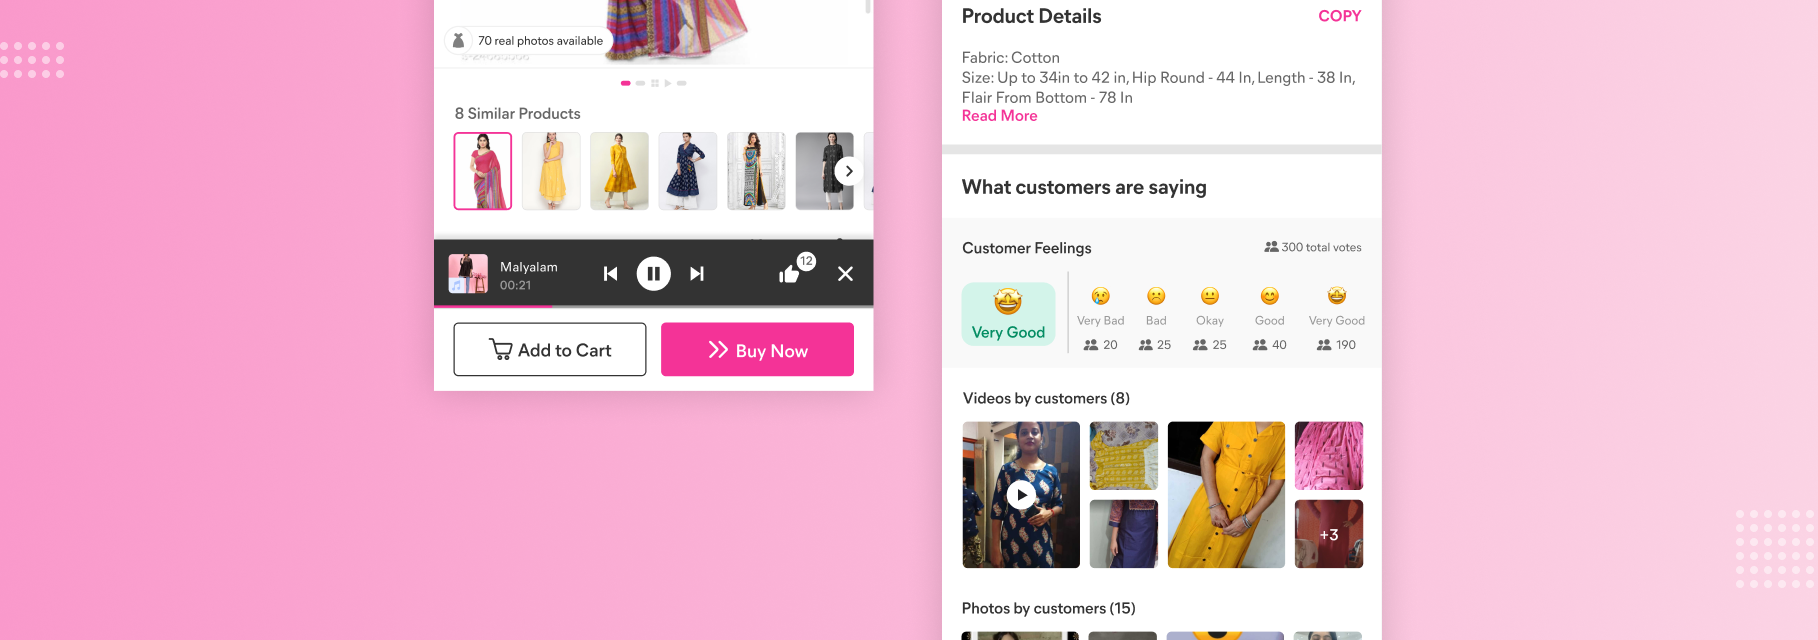 70 real photos available
8 Similar Products
Malyalam
00:21
12
Add to Cart
Buy Now
Product Details
COPY
Fabric: Cotton
Size: Up to 34in to 42 in, Hip Round - 44 In, Length - 38 In,
Flair From Bottom - 78 In
Read More
What customers are saying
Customer Feelings
300 total votes
Very Good
Very Bad
Bad
Okay
Good
Very Good
20
25
25
40
190
Videos by customers (8)
+3
Photos by customers (15)